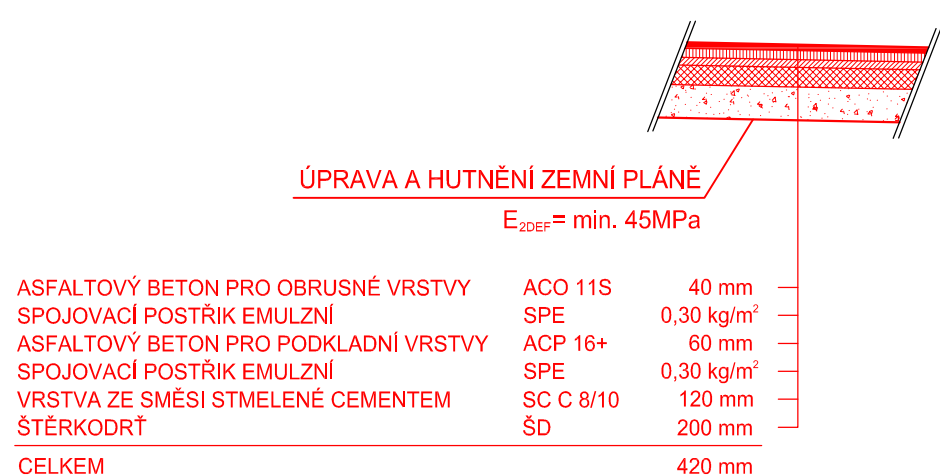 ÚPRAVA A HUTNĚNÍ ZEMNÍ PLÁNĚ
E2DEF= min. 45MPa
ASFALTOVÝ BETON PRO OBRUSNÉ VRSTVY ACO 11S 40 mm
SPOJOVACÍ POSTŘIK EMULZNÍ SPE 0,30 kg/m²
ASFALTOVÝ BETON PRO PODKLADNÍ VRSTVY ACP 16+ 60 mm
SPOJOVACÍ POSTŘIK EMULZNÍ SPE 0,30 kg/m²
VRSTVA ZE SMĚSI STMELENÉ CEMENTEM SC C 8/10 120 mm
ŠTĚRKODRŤ ŠD 200 mm
CELKEM 420 mm